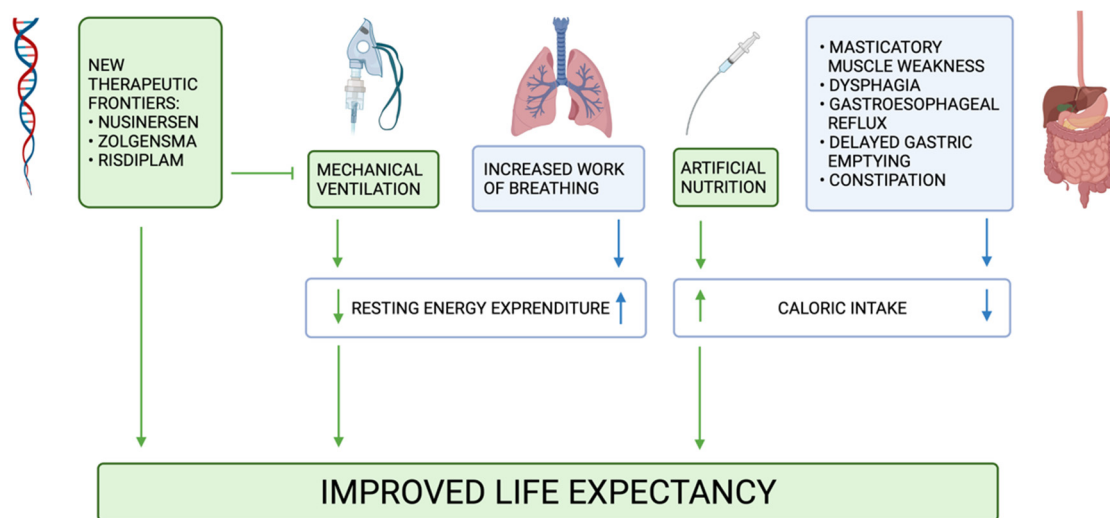 NEW
THERAPEUTIC
FRONTIERS:
• NUSINERSEN
• ZOLGENSMA
• RISDIPLAM
MECHANICAL
VENTILATION
INCREASED WORK
OF BREATHING
ARTIFICIAL
NUTRITION
• MASTICATORY
MUSCLE WEAKNESS
• DYSPHAGIA
• GASTROESOPHAGEAL
REFLUX
• DELAYED GASTRIC
EMPTYING
• CONSTIPATION
RESTING ENERGY EXPRENDITURE
CALORIC INTAKE
IMPROVED LIFE EXPECTANCY